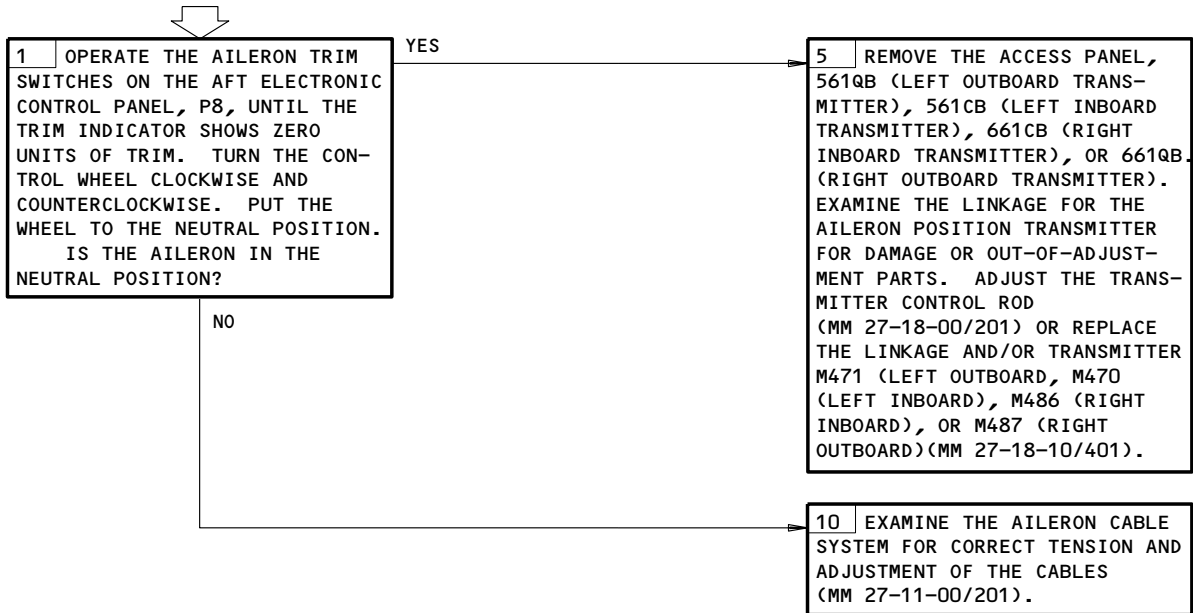 1 OPERATE THE AILERON TRIM
SWITCHES ON THE AFT ELECTRONIC
CONTROL PANEL, P8, UNTIL THE
TRIM INDICATOR SHOWS ZERO
UNITS OF TRIM. TURN THE CON-
TROL WHEEL CLOCKWISE AND
COUNTERCLOCKWISE. PUT THE
WHEEL TO THE NEUTRAL POSITION.
IS THE AILERON IN THE
NEUTRAL POSITION?
YES
NO
5 REMOVE THE ACCESS PANEL,
561QB (LEFT OUTBOARD TRANS-
MITTER), 561CB (LEFT INBOARD
TRANSMITTER), 661CB (RIGHT
INBOARD TRANSMITTER), OR 661QB.
(RIGHT OUTBOARD TRANSMITTER).
EXAMINE THE LINKAGE FOR THE
AILERON POSITION TRANSMITTER
FOR DAMAGE OR OUT-OF-ADJUST-
MENT PARTS. ADJUST THE TRANS-
MITTER CONTROL ROD
(MM 27-18-00/201) OR REPLACE
THE LINKAGE AND/OR TRANSMITTER
M471 (LEFT OUTBOARD, M470
(LEFT INBOARD), M486 (RIGHT
INBOARD), OR M487 (RIGHT
OUTBOARD)(MM 27-18-10/401).
10 EXAMINE THE AILERON CABLE
SYSTEM FOR CORRECT TENSION AND
ADJUSTMENT OF THE CABLES
(MM 27-11-00/201).